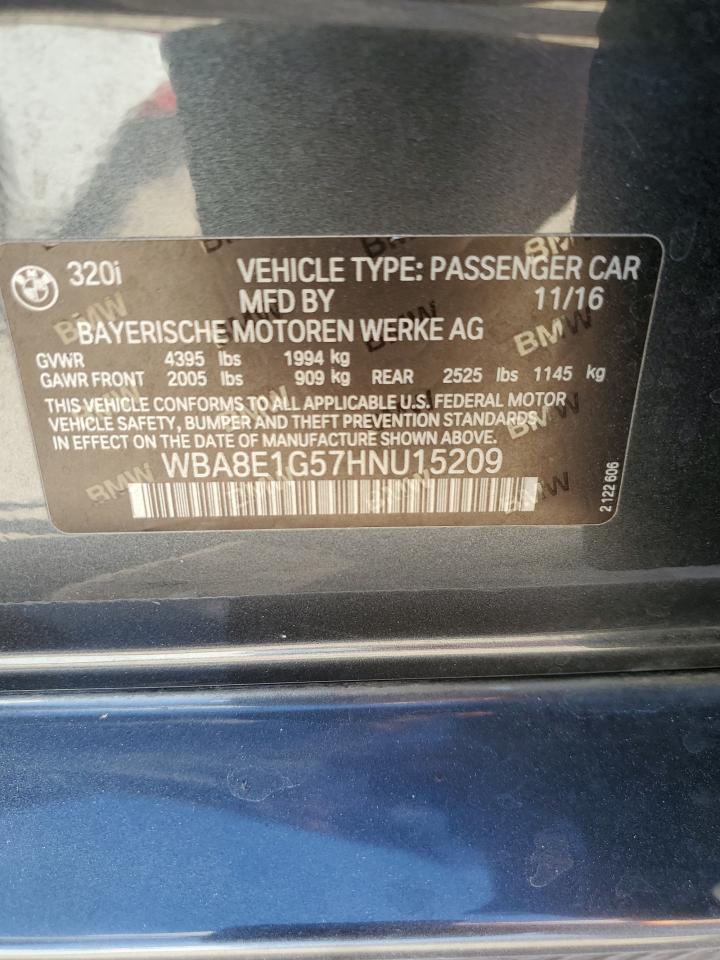 320i VEHICLE TYPE: PASSENGER CAR
MFD BY 11/16
BAYERISCHE MOTOREN WERKE AG
GVWR 4395 lbs 1994 kg
GAWR FRONT 2005 lbs 909 kg REAR 2525 lbs 1145 kg
THIS VEHICLE CONFORMS TO ALL APPLICABLE U.S. FEDERAL MOTOR
VEHICLE SAFETY, BUMPER AND THEFT PREVENTION STANDARDS
IN EFFECT ON THE DATE OF MANUFACTURE SHOWN ABOVE.
WBA8E1G57HNU15209
2 122 606